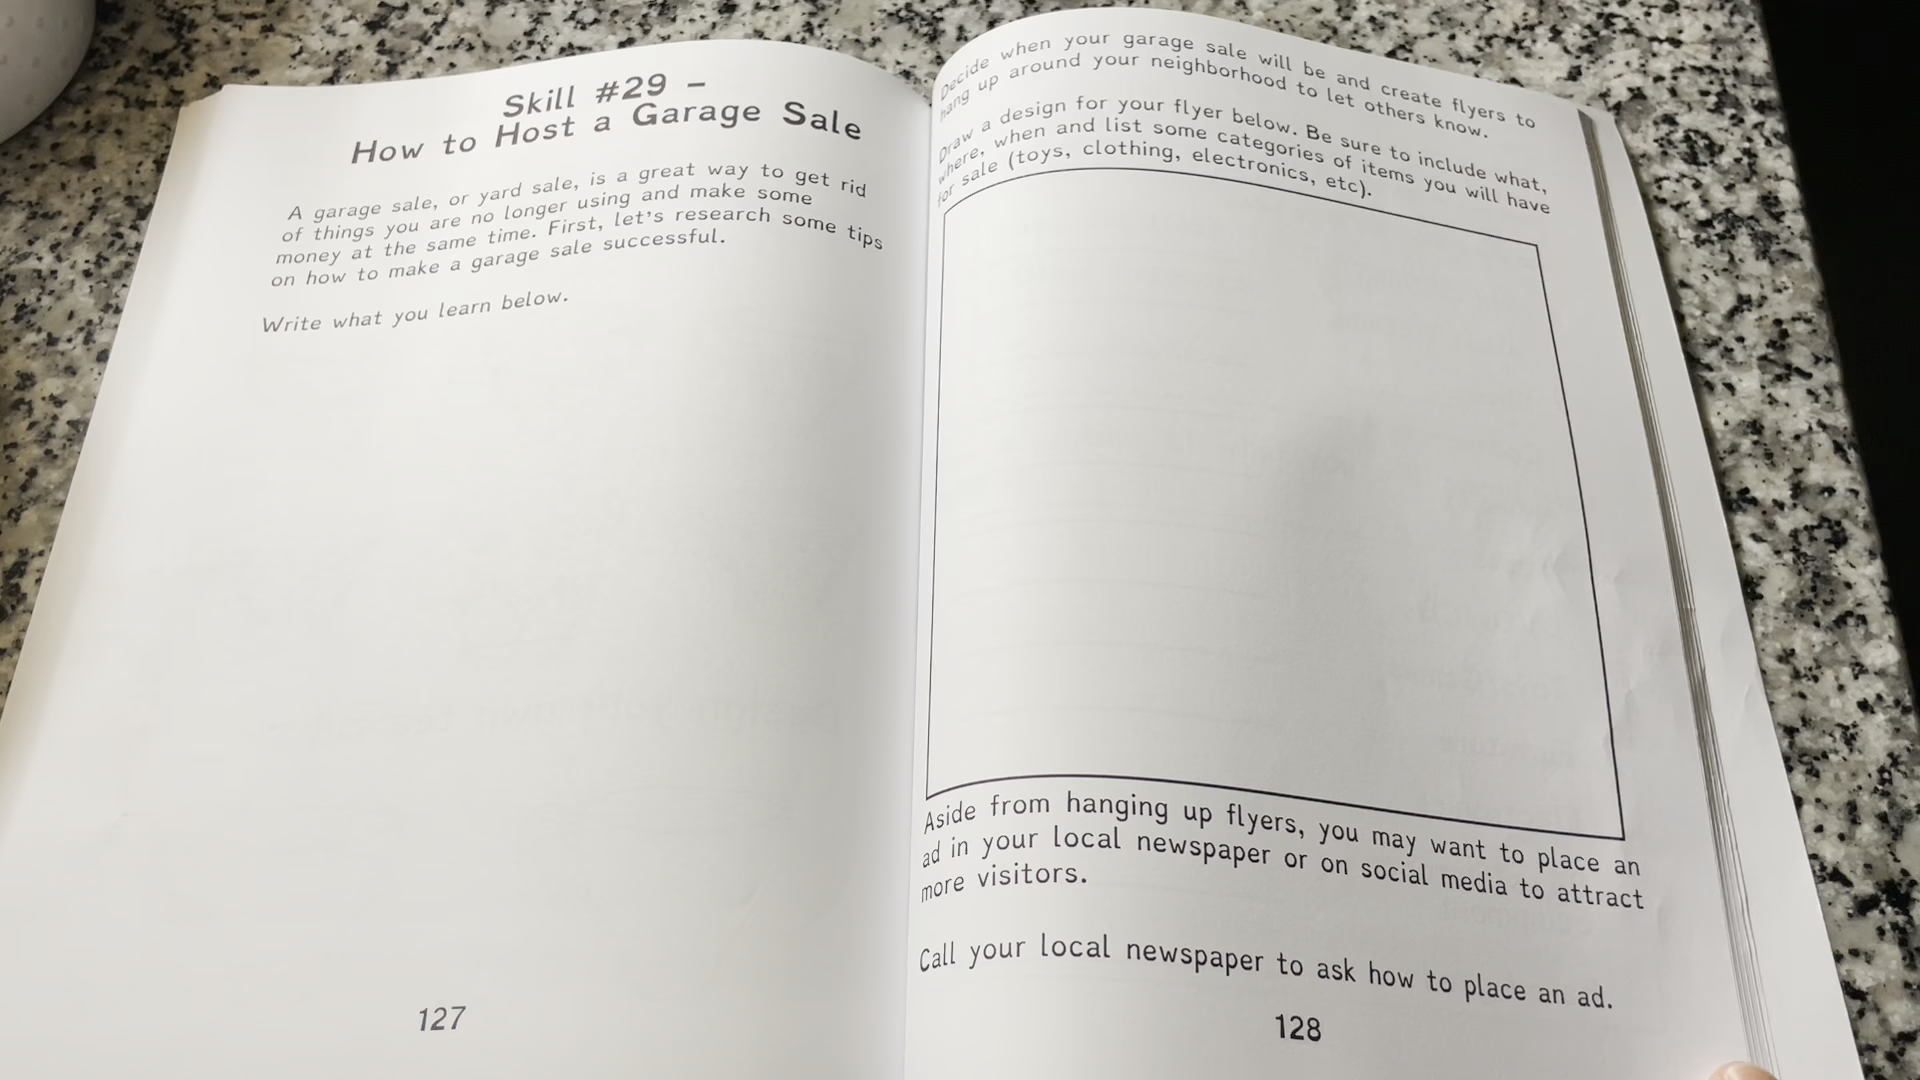 Skill #29 –
How to Host a Garage Sale
A garage sale, or yard sale, is a great way to get rid
of things you are no longer using and make some
money at the same time. First, let's research some tips
on how to make a garage sale successful.
Write what you learn below.
127
Decide when your garage sale will be and create flyers to
hang up around your neighborhood to let others know.
Draw a design for your flyer below. Be sure to include what,
where, when and list some categories of items you will have
for sale (toys, clothing, electronics, etc).
Aside from hanging up flyers, you may want to place an
ad in your local newspaper or on social media to attract
more visitors.
Call your local newspaper to ask how to place an ad.
128